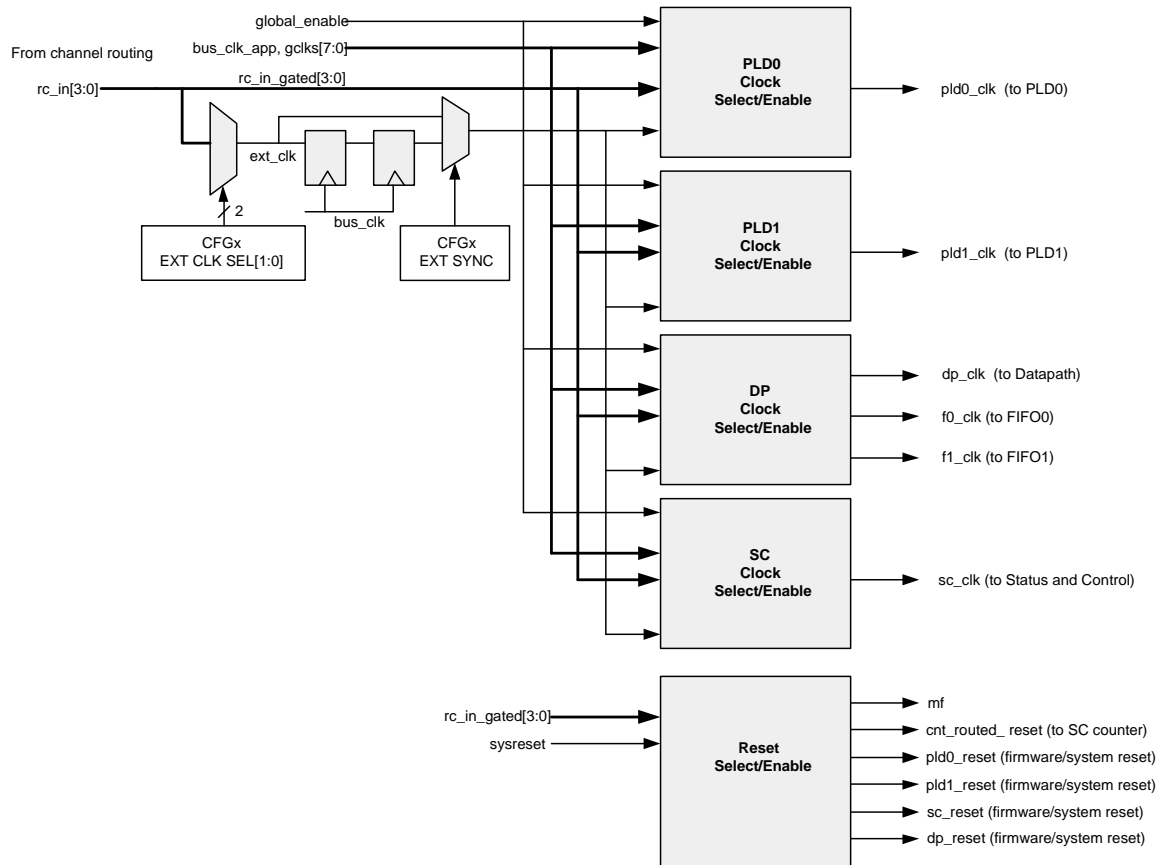 global_enable
bus_clk_app, gclks[7:0]
From channel routing
rc_in[3:0]
rc_in_gated[3:0]
PLD0
Clock
Select/Enable
pld0_clk (to PLD0)
ext_clk
bus_clk
2
CFGx
EXT CLK SEL[1:0]
CFGx
EXT SYNC
PLD1
Clock
Select/Enable
pld1_clk (to PLD1)
DP
Clock
Select/Enable
dp_clk (to Datapath)
f0_clk (to FIFO0)
f1_clk (to FIFO1)
SC
Clock
Select/Enable
sc_clk (to Status and Control)
rc_in_gated[3:0]
sysreset
Reset
Select/Enable
mf
cnt_routed_ reset (to SC counter)
pld0_reset (firmware/system reset)
pld1_reset (firmware/system reset)
sc_reset (firmware/system reset)
dp_reset (firmware/system reset)